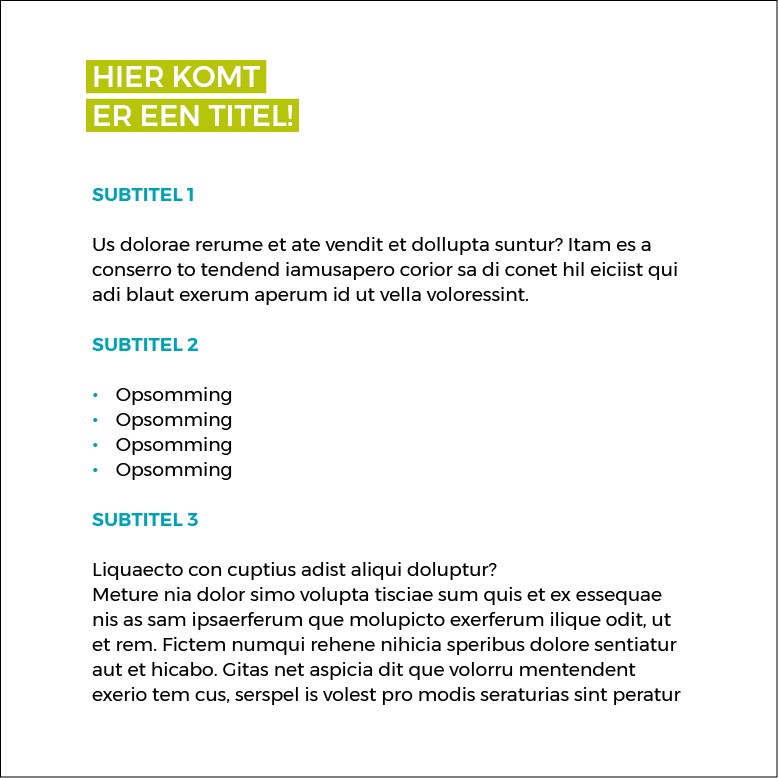 HIER KOMT
ER EEN TITEL!
SUBTITEL 1
Us dolorae rerume et ate vendit et dollupta suntur? Itam es a
conserro to tendend iamusapero corior sa di conet hil eiciist qui
adi blaut exerum aperum id ut vella voloressint.
SUBTITEL 2
• Opsomming
• Opsomming
• Opsomming
• Opsomming
SUBTITEL 3
Liquaecto con cuptius adist aliqui doluptur?
Meture nia dolor simo volupta tisciae sum quis et ex essequae
nis as sam ipsaerferum que molupicto exerferum ilique odit, ut
et rem. Fictem numqui rehene nihicia speribus dolore sentiatur
aut et hicabo. Gitas net aspicia dit que volorru mentendent
exerio tem cus, serspel is volest pro modis seraturias sint peratur